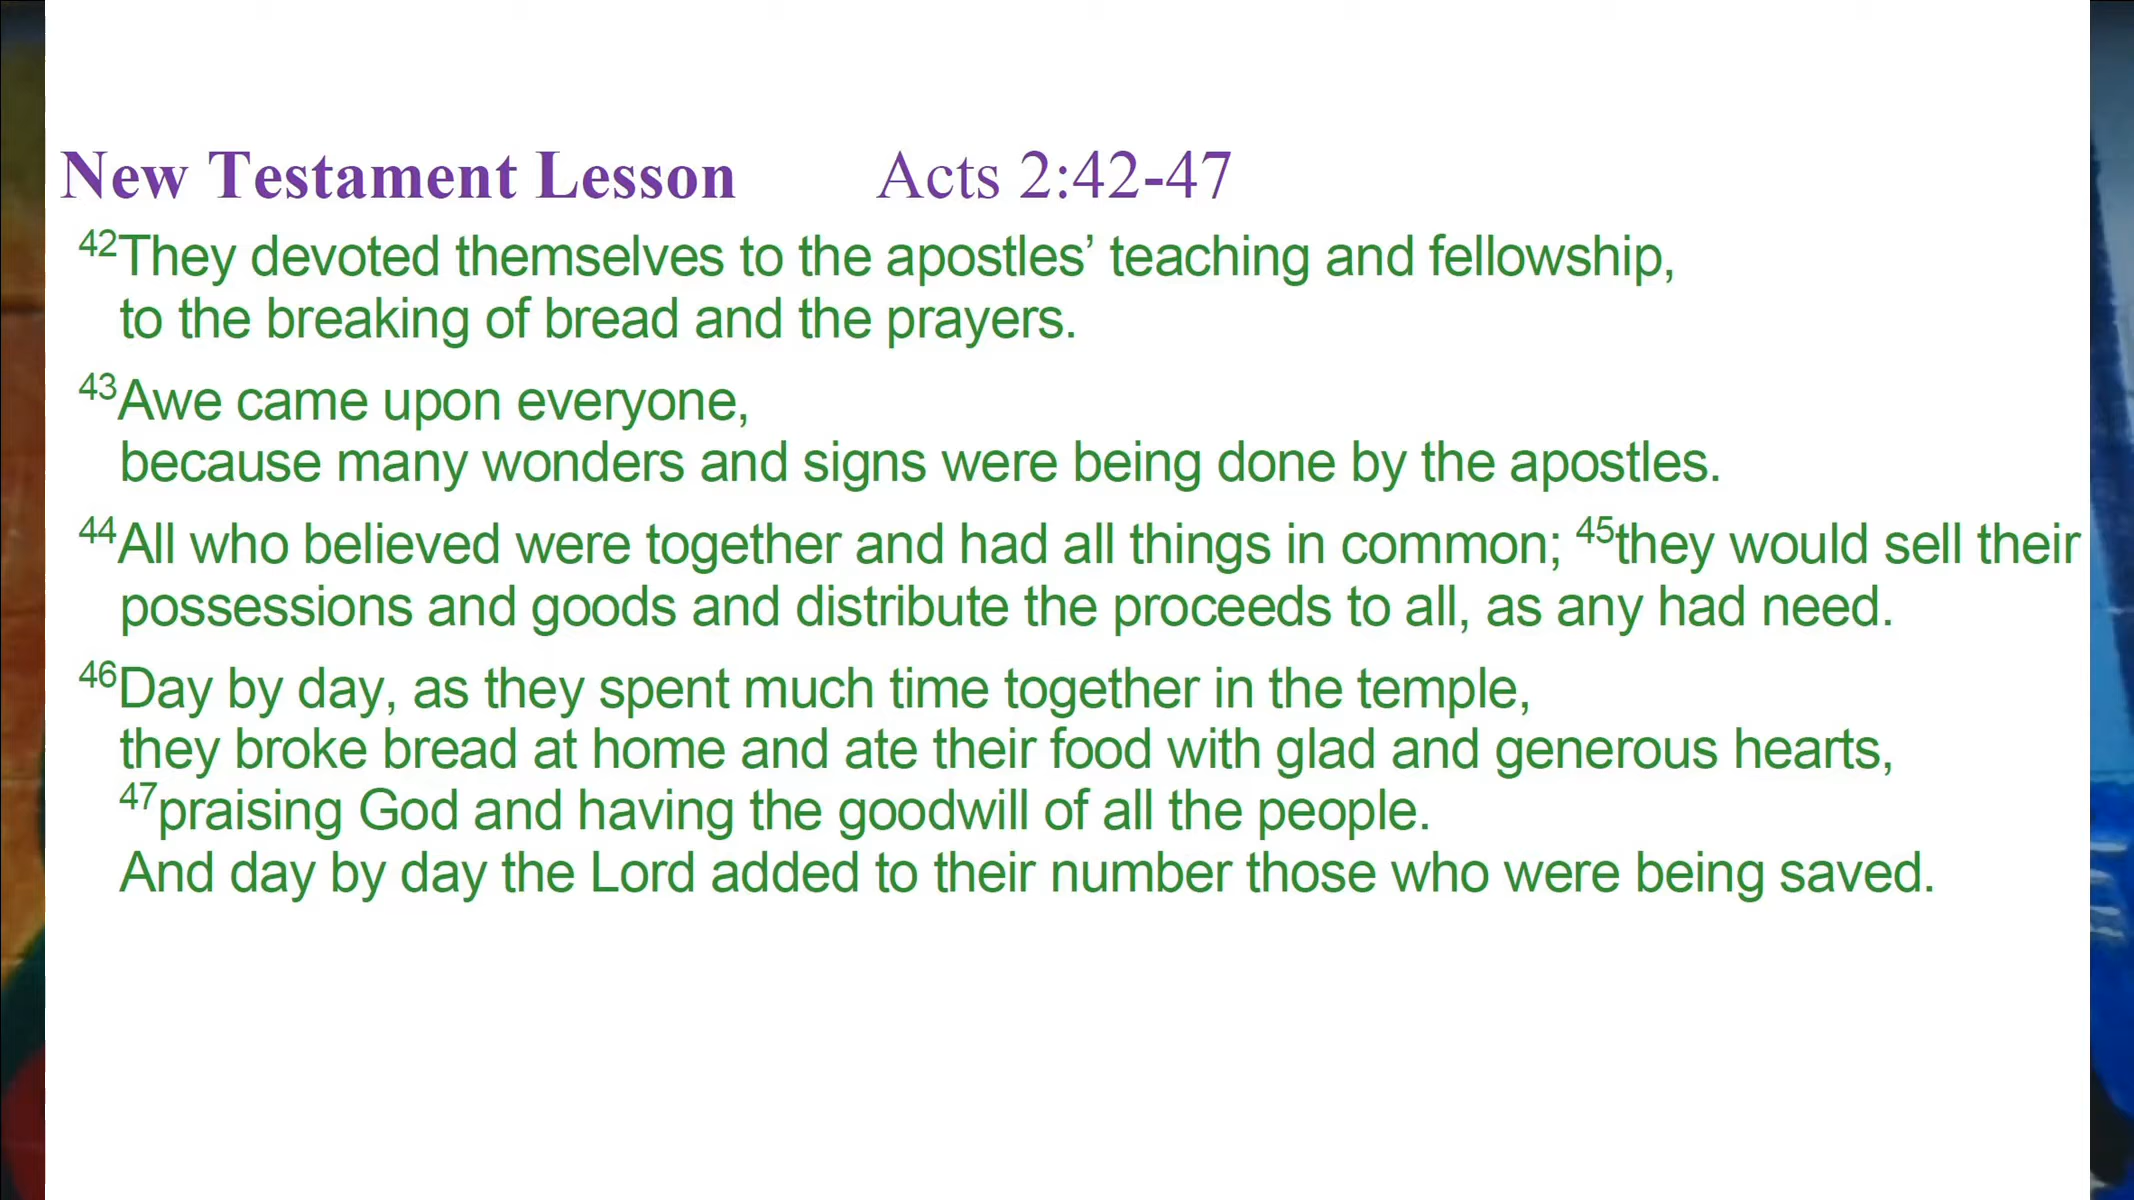 New Testament Lesson Acts 2:42-47
42They devoted themselves to the apostles’ teaching and fellowship,
to the breaking of bread and the prayers.
43Awe came upon everyone,
because many wonders and signs were being done by the apostles.
44All who believed were together and had all things in common; 45they would sell their
possessions and goods and distribute the proceeds to all, as any had need.
46Day by day, as they spent much time together in the temple,
they broke bread at home and ate their food with glad and generous hearts,
47praising God and having the goodwill of all the people.
And day by day the Lord added to their number those who were being saved.